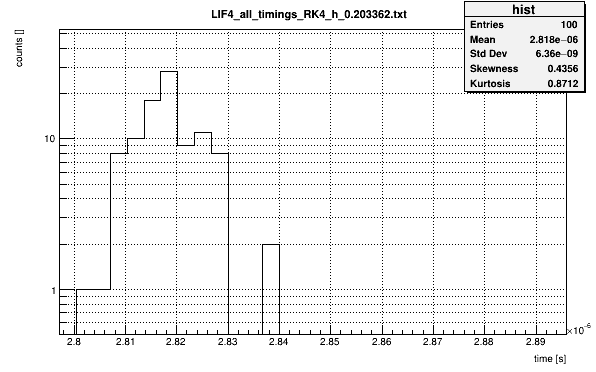 LIF4_all_timings_RK4_h_0.203362.txt
hist
Entries 100
Mean 2.818e−06
Std Dev 6.36e−09
Skewness 0.4356
Kurtosis 0.8712
counts []
10
1
2.8 2.81 2.82 2.83 2.84 2.85 2.86 2.87 2.88 2.89
×10−6
time [s]